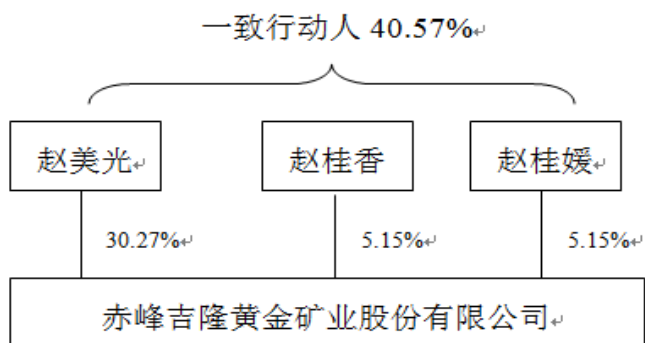 一致行动人 40.57%
赵美光
赵桂香
赵桂媛
30.27%
5.15%
5.15%
赤峰吉隆黄金矿业股份有限公司